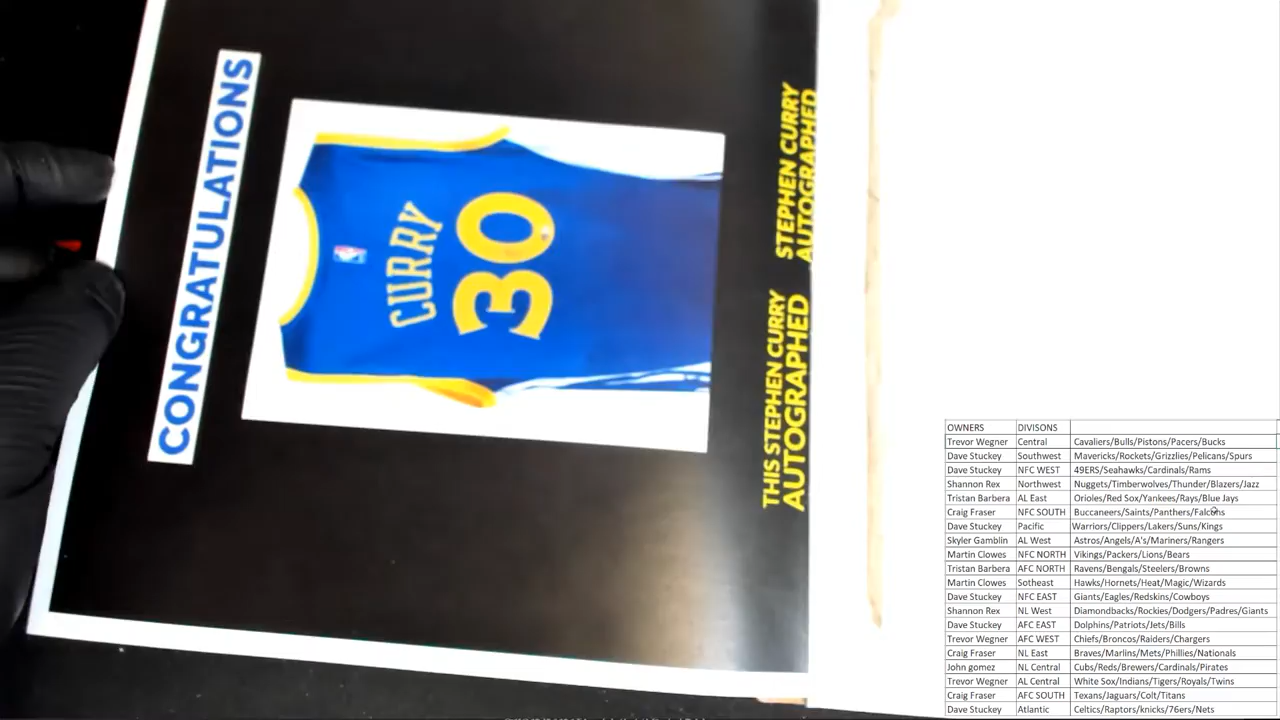 CONGRATULATIONS
CURRY
30
THIS STEPHEN CURRY
AUTOGRAPHED
STEPHEN CURRY
AUTOGRAPHED
OWNERS DIVISONS
Trevor Wegner Central Cavaliers/Bulls/Pistons/Pacers/Bucks
Dave Stuckey Southwest Mavericks/Rockets/Grizzlies/Pelicans/Spurs
Dave Stuckey NFC WEST 49ERS/Seahawks/Cardinals/Rams
Shannon Rex Northwest Nuggets/Timberwolves/Thunder/Blazers/Jazz
Tristan Barbera AL East Orioles/Red Sox/Yankees/Rays/Blue Jays
Craig Fraser NFC SOUTH Buccaneers/Saints/Panthers/Falcons
Dave Stuckey Pacific Warriors/Clippers/Lakers/Suns/Kings
Skyler Gamblin AL West Astros/Angels/A's/Mariners/Rangers
Martin Clowes NFC NORTH Vikings/Packers/Lions/Bears
Tristan Barbera AFC NORTH Ravens/Bengals/Steelers/Browns
Martin Clowes Sotheast Hawks/Hornets/Heat/Magic/Wizards
Dave Stuckey NFC EAST Giants/Eagles/Redskins/Cowboys
Shannon Rex NL West Diamondbacks/Rockies/Dodgers/Padres/Giants
Dave Stuckey AFC EAST Dolphins/Patriots/Jets/Bills
Trevor Wegner AFC WEST Chiefs/Broncos/Raiders/Chargers
Craig Fraser NL East Braves/Marlins/Mets/Phillies/Nationals
John gomez NL Central Cubs/Reds/Brewers/Cardinals/Pirates
Trevor Wegner AL Central White Sox/Indians/Tigers/Royals/Twins
Craig Fraser AFC SOUTH Texans/Jaguars/Colt/Titans
Dave Stuckey Atlantic Celtics/Raptors/knicks/76ers/Nets